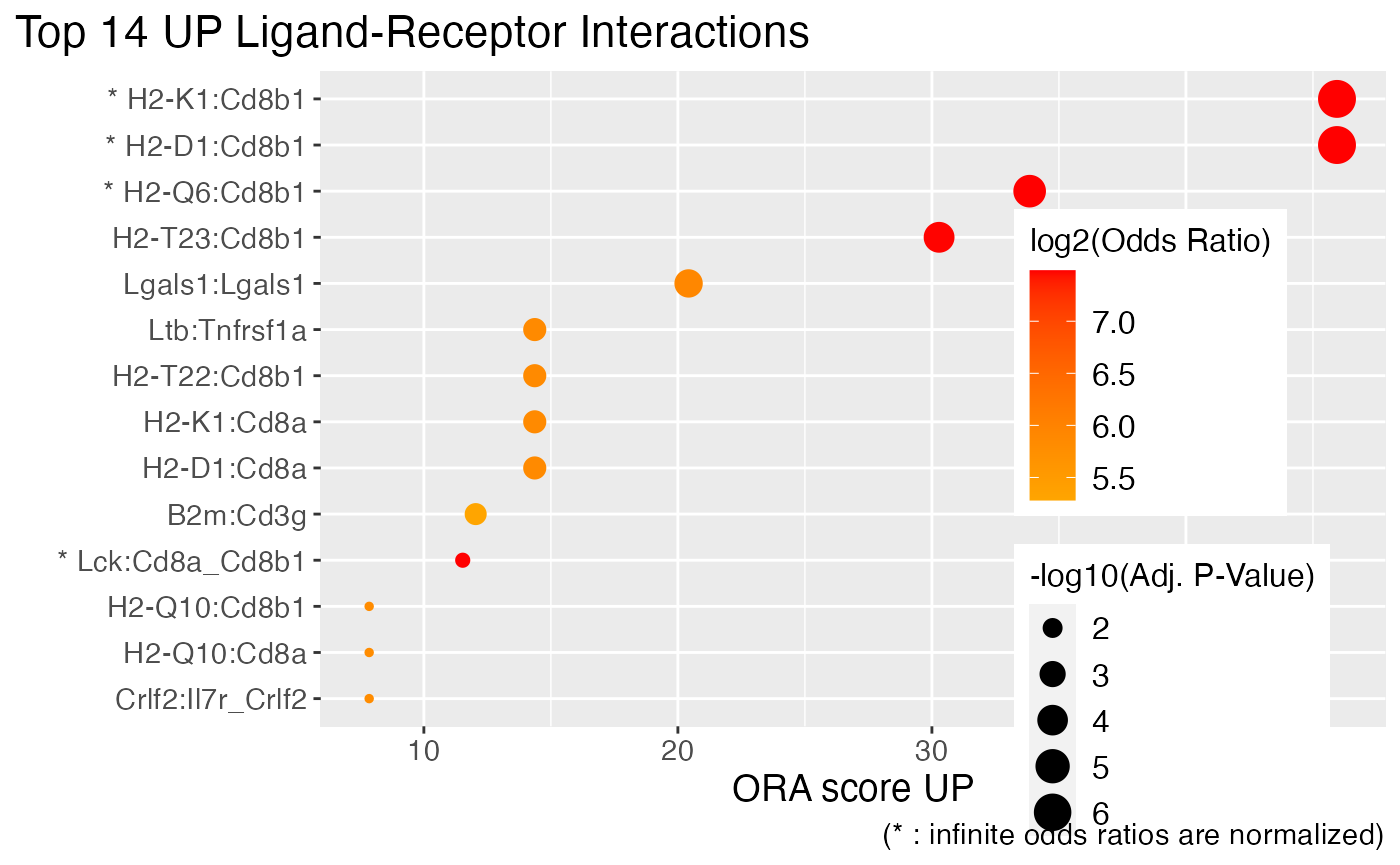 Top 14 UP Ligand-Receptor Interactions
* H2-K1:Cd8b1
* H2-D1:Cd8b1
* H2-Q6:Cd8b1
H2-T23:Cd8b1
Lgals1:Lgals1
Ltb:Tnfrsf1a
H2-T22:Cd8b1
H2-K1:Cd8a
H2-D1:Cd8a
B2m:Cd3g
* Lck:Cd8a_Cd8b1
H2-Q10:Cd8b1
H2-Q10:Cd8a
Crlf2:Il7r_Crlf2
10 20 30
ORA score UP
log2(Odds Ratio)
7.0
6.5
6.0
5.5
-log10(Adj. P-Value)
2
3
4
5
6
(* : infinite odds ratios are normalized)